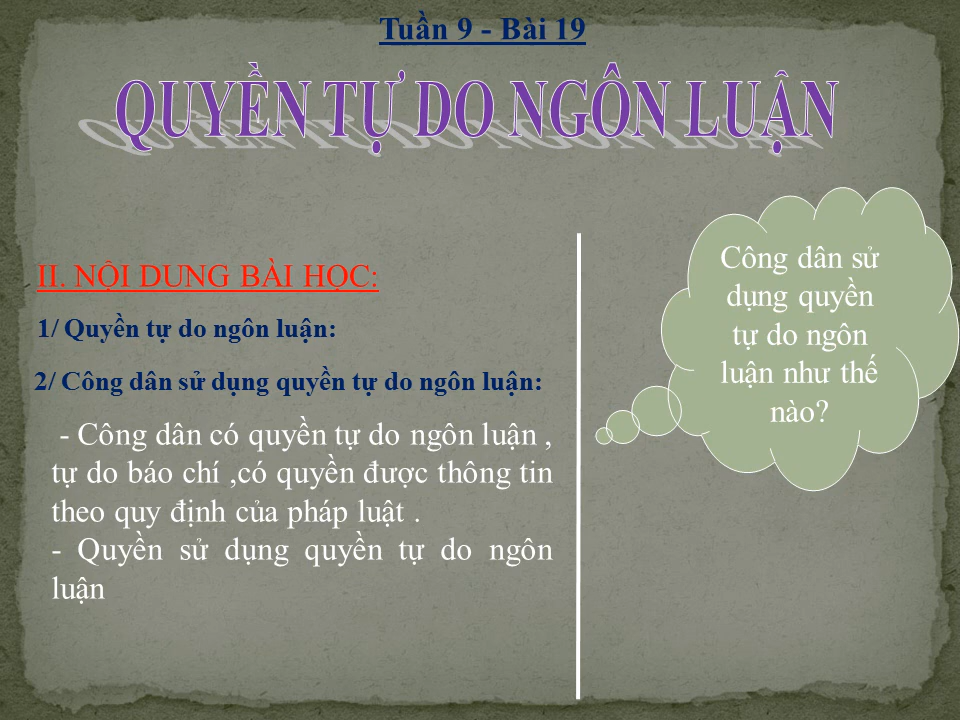 Tuần 9 - Bài 19
QUYỀN TỰ DO NGÔN LUẬN
II. NỘI DUNG BÀI HỌC:
1/ Quyền tự do ngôn luận:
2/ Công dân sử dụng quyền tự do ngôn luận:
- Công dân có quyền tự do ngôn luận ,
tự do báo chí ,có quyền được thông tin
theo quy định của pháp luật .
- Quyền sử dụng quyền tự do ngôn
luận
Công dân sử
dụng quyền
tự do ngôn
luận như thế
nào?